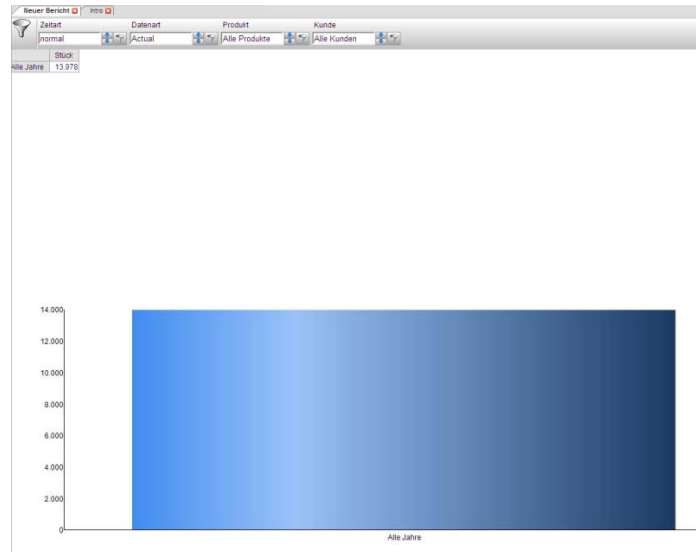 Neuer Bericht Intro
Zeitart Datenart Produkt Kunde
normal Actual Alle Produkte Alle Kunden
Stück
Alle Jahre 13.978
14.000
12.000
10.000
8.000
6.000
4.000
2.000
0
Alle Jahre